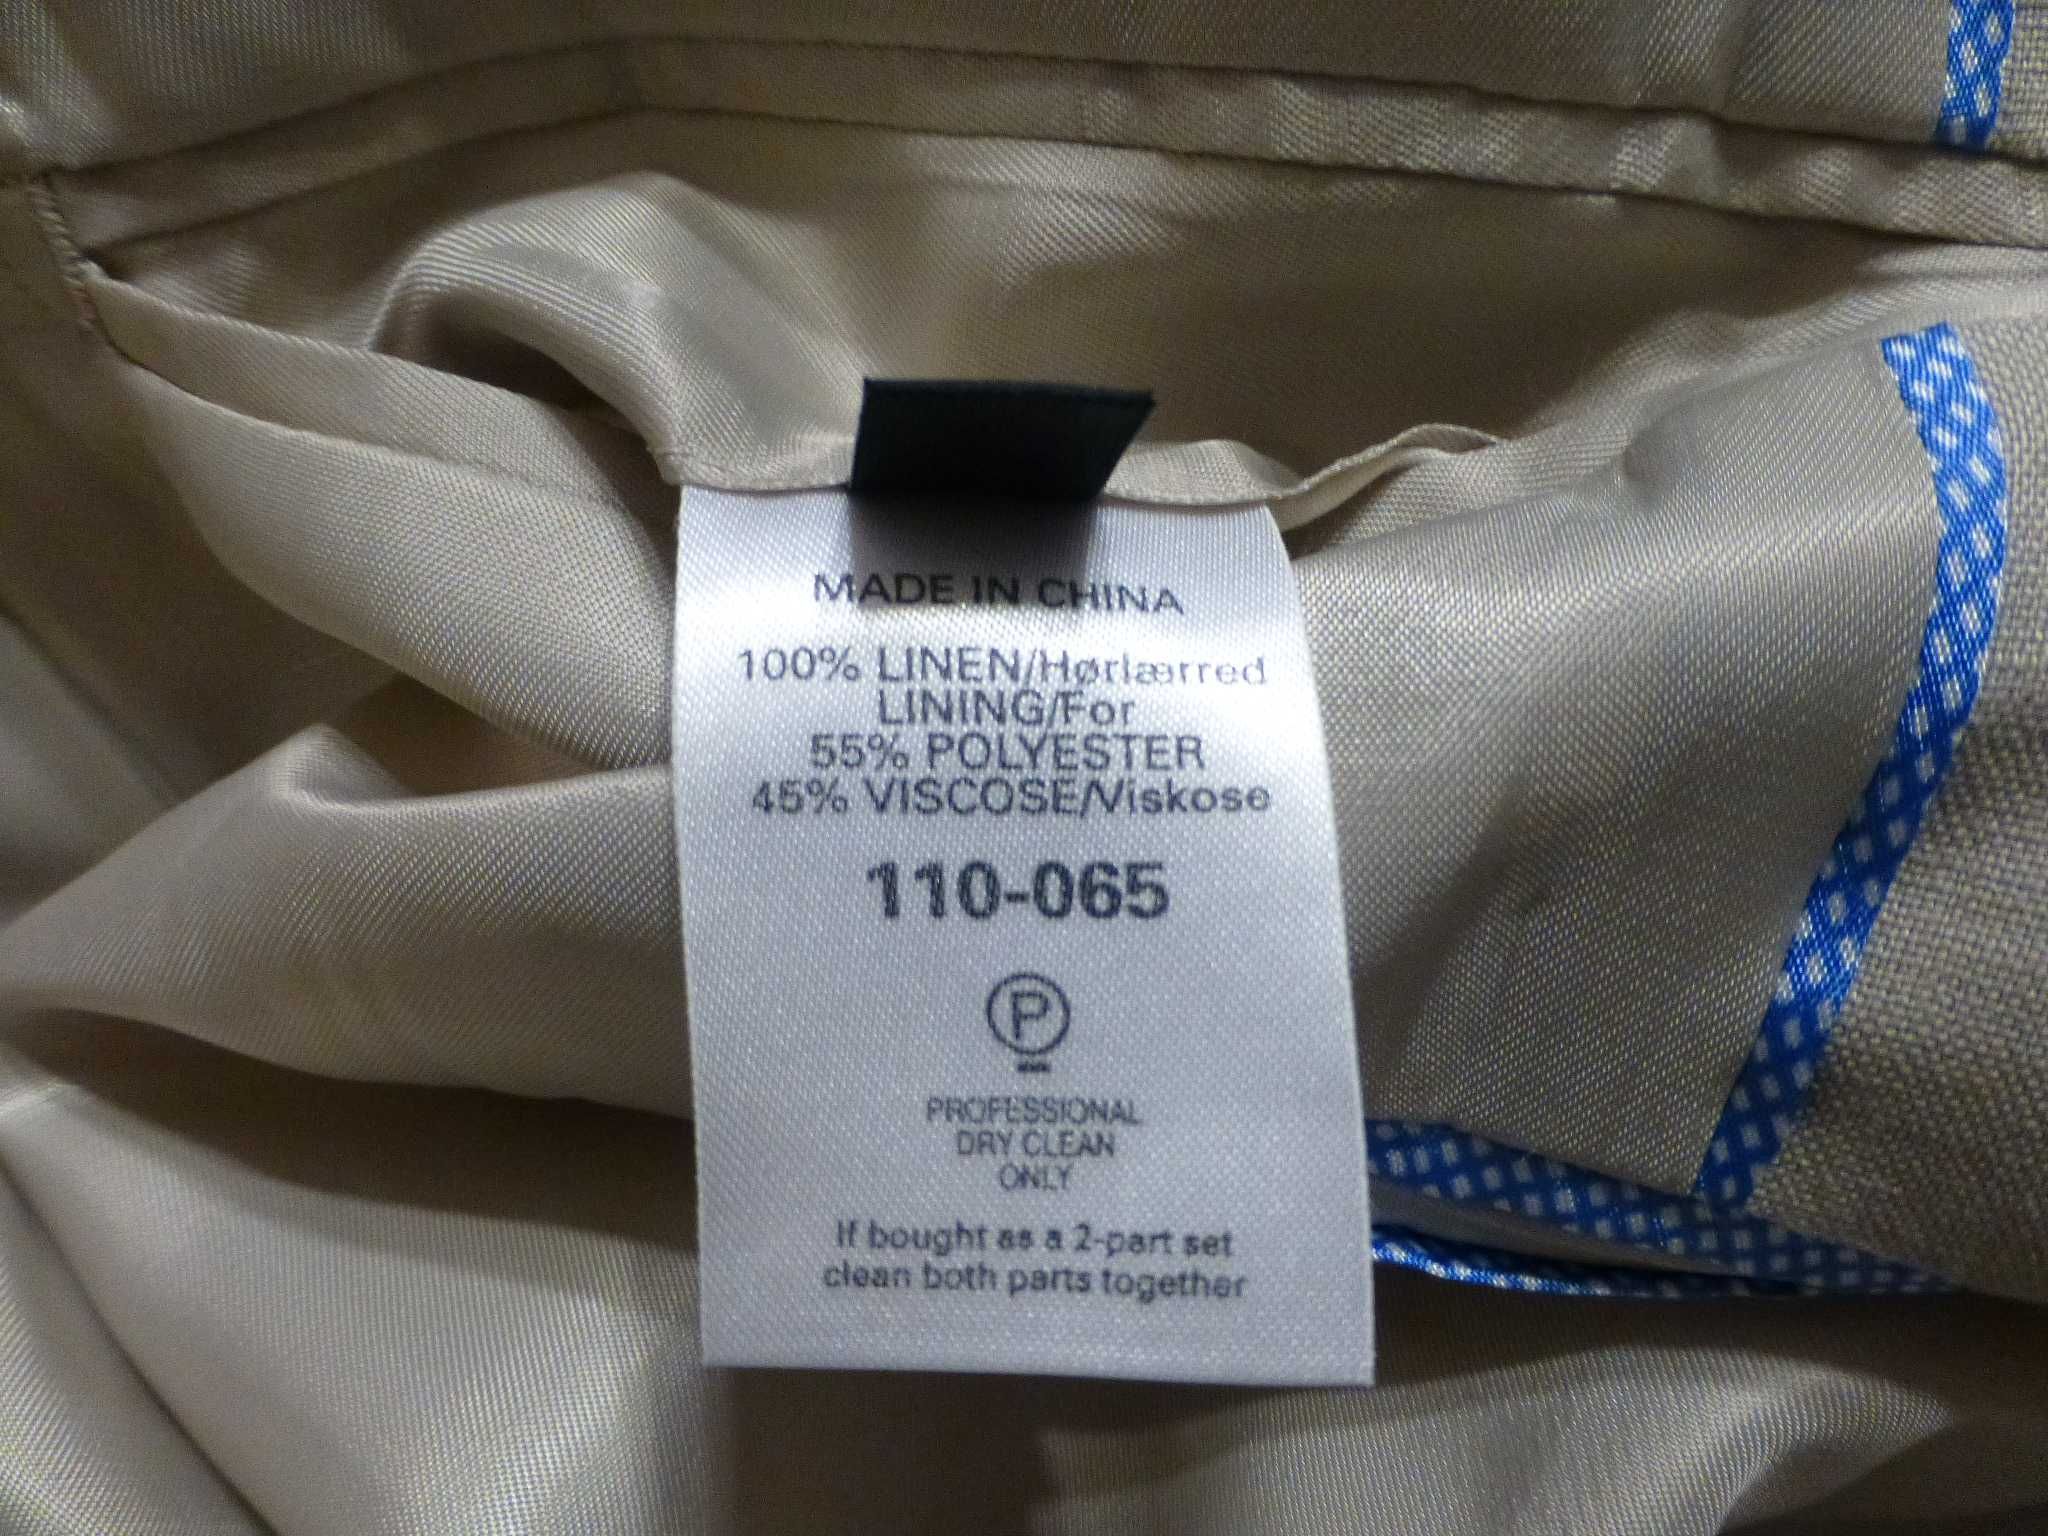 MADE IN CHINA
100% LINEN/Hørlærred
LINING/For
55% POLYESTER
45% VISCOSE/Viskose
110-065
P
PROFESSIONAL
DRY CLEAN
ONLY
If bought as a 2-part set
clean both parts together